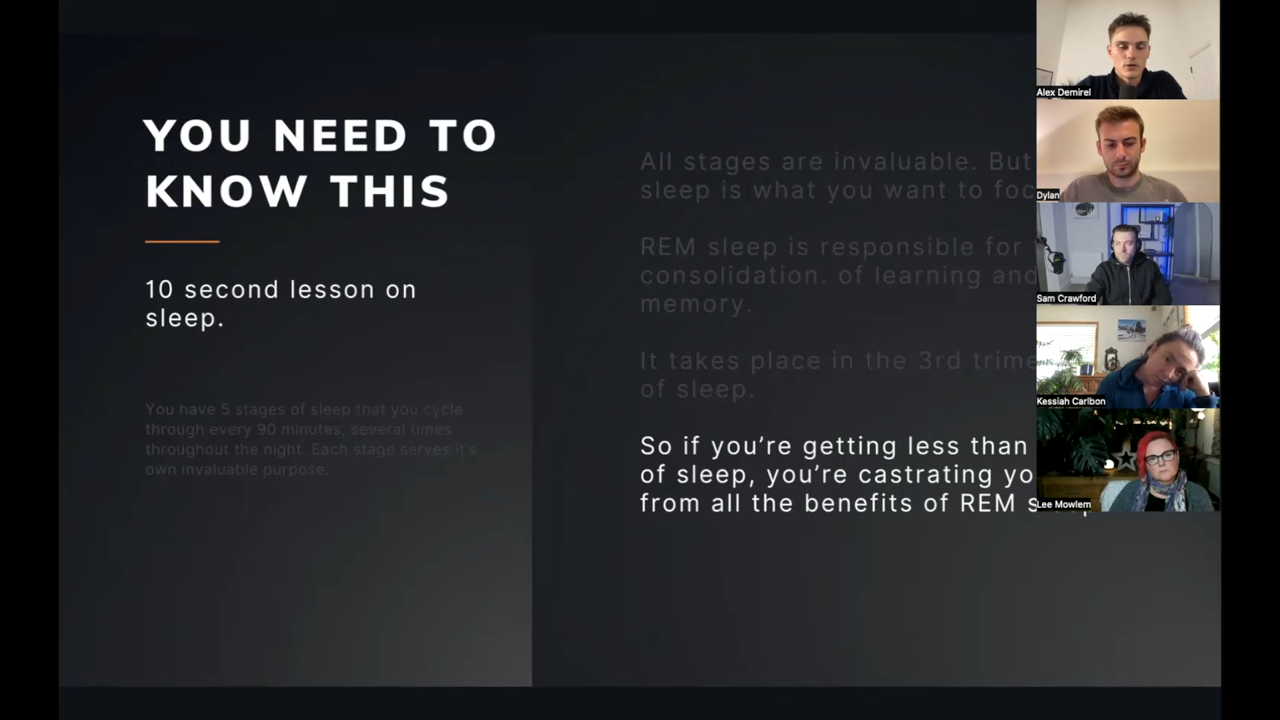 YOU NEED TO
KNOW THIS
10 second lesson on
sleep.
You have 5 stages of sleep that you cycle
through every 90 minutes, several times
throughout the night. Each stage serves it's
own invaluable purpose.
All stages are invaluable. But
sleep is what you want to
REM sleep is responsible for
consolidation. of learning and
memory.
It takes place in the 3rd
of sleep.
So if you're getting less than
of sleep, you're castrating
from all the benefits of REM
Alex Demirel
Dylan
Sam Crawford
Kessiah Carlbon
Lee Mowlem